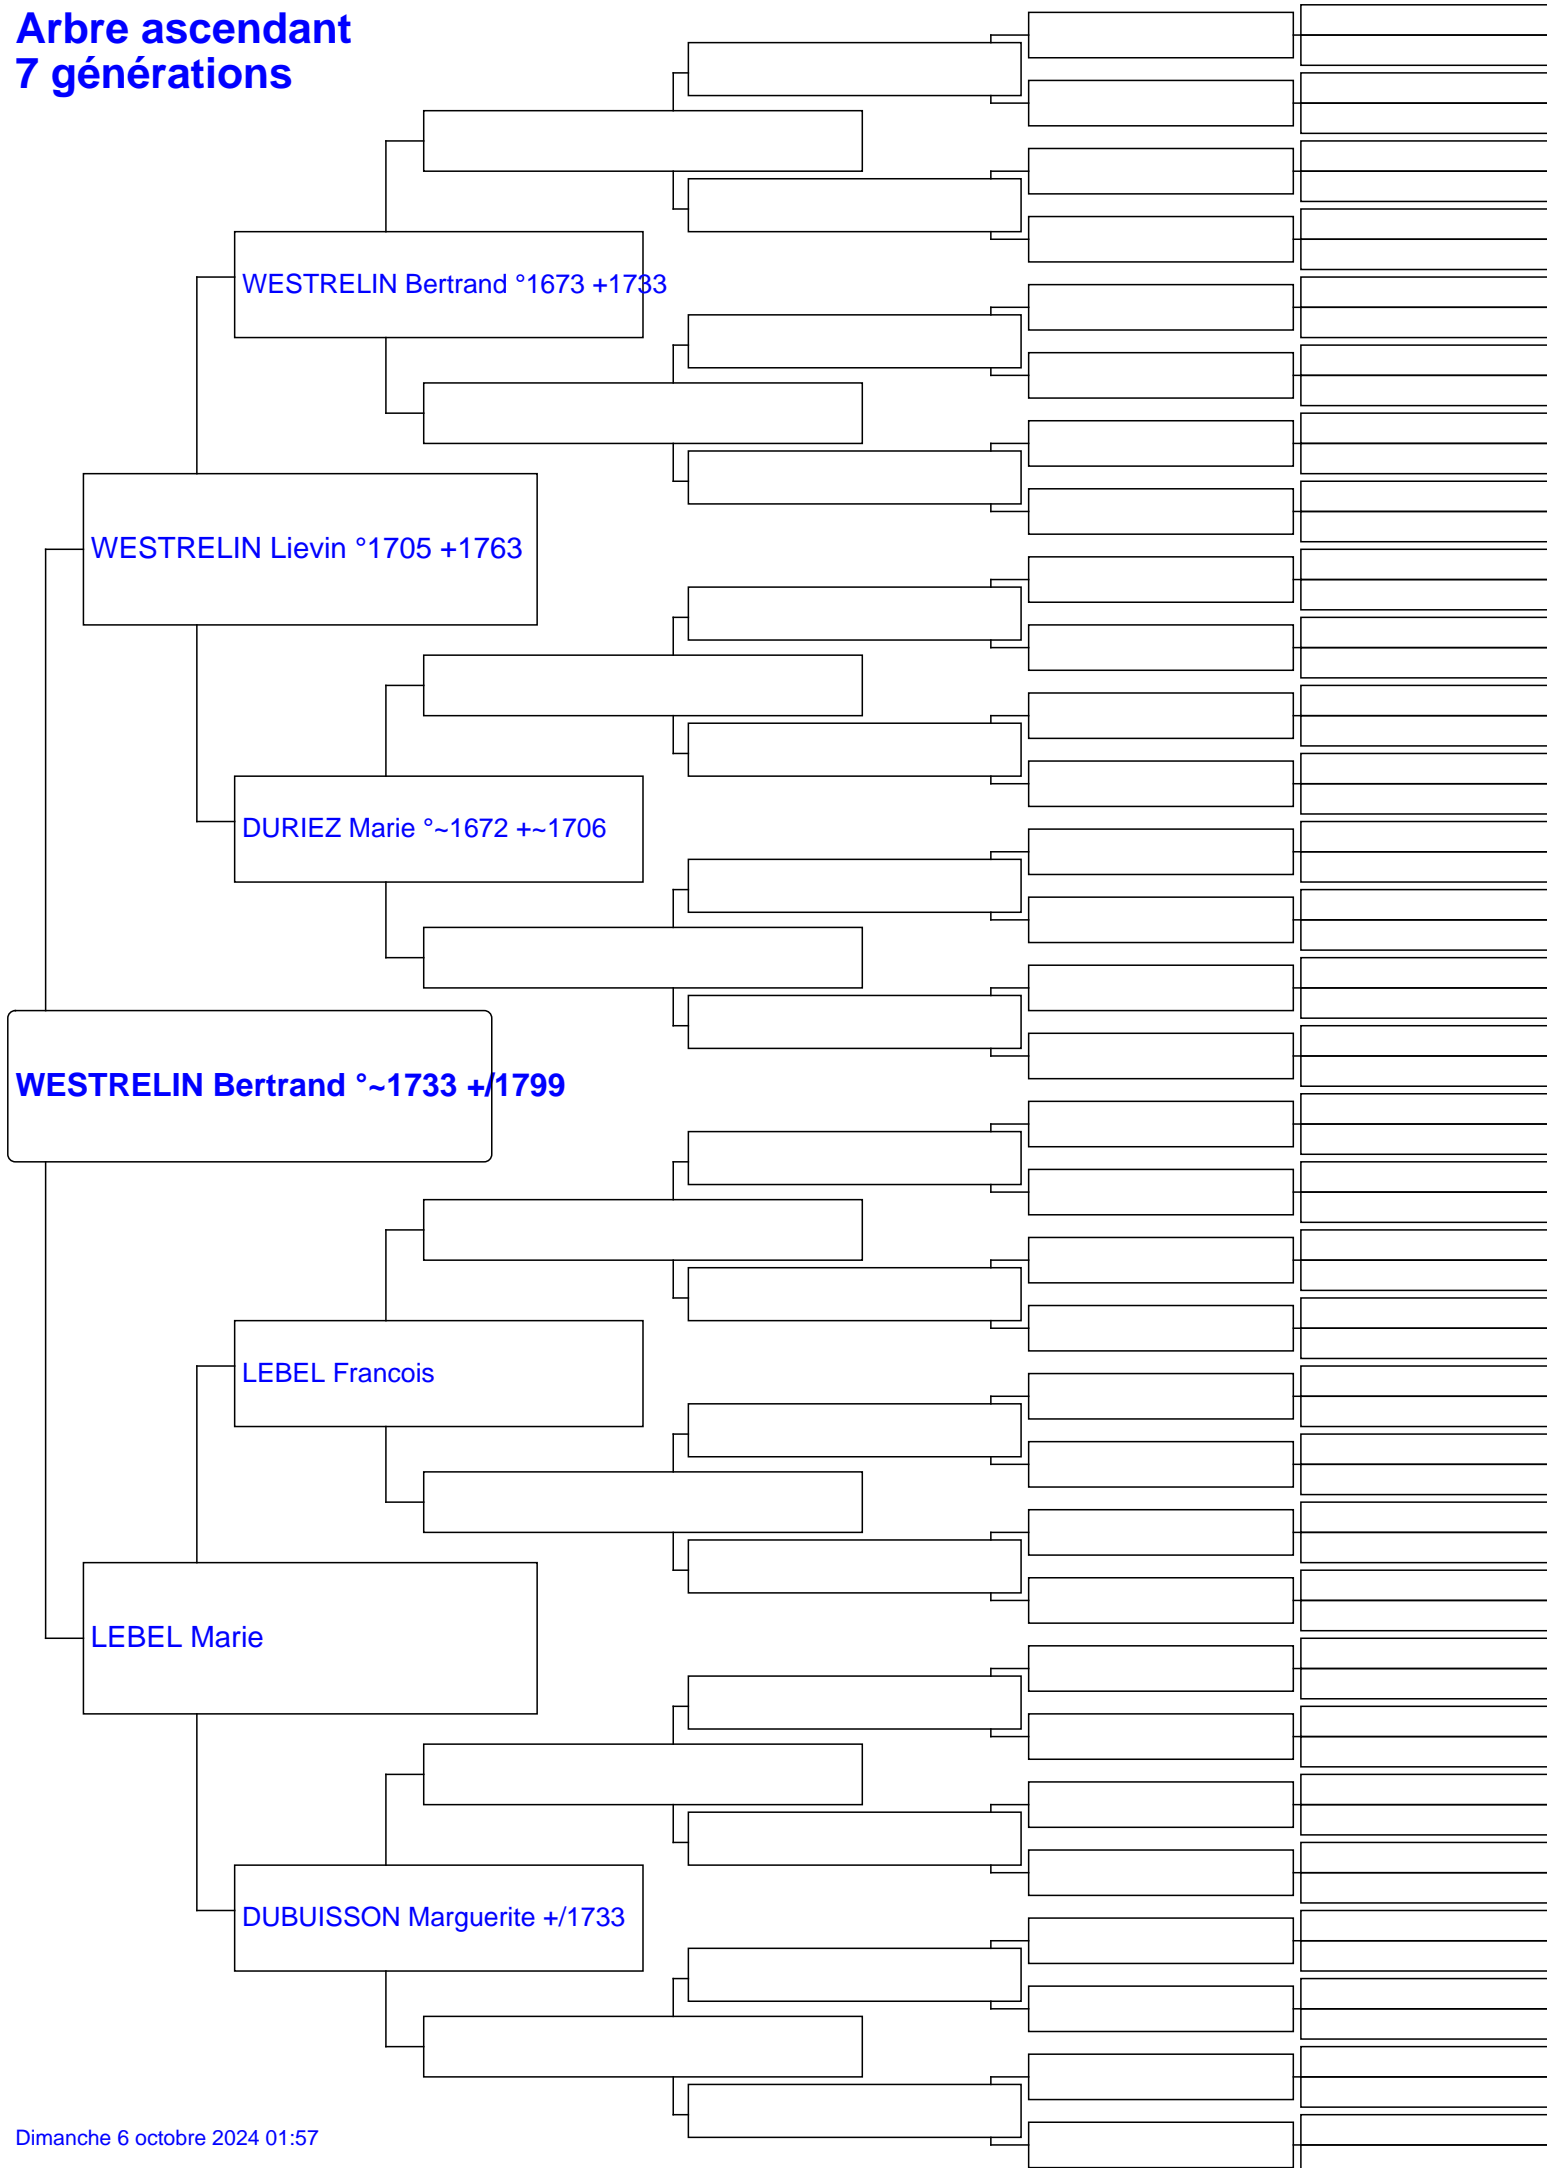 Arbre ascendant
7 générations
WESTRELIN Bertrand °1673 +1733
WESTRELIN Lievin °1705 +1763
DURIEZ Marie °~1672 +~1706
WESTRELIN Bertrand °~1733 +/1799
LEBEL Francois
LEBEL Marie
DUBUISSON Marguerite +/1733
Dimanche 6 octobre 2024 01:57